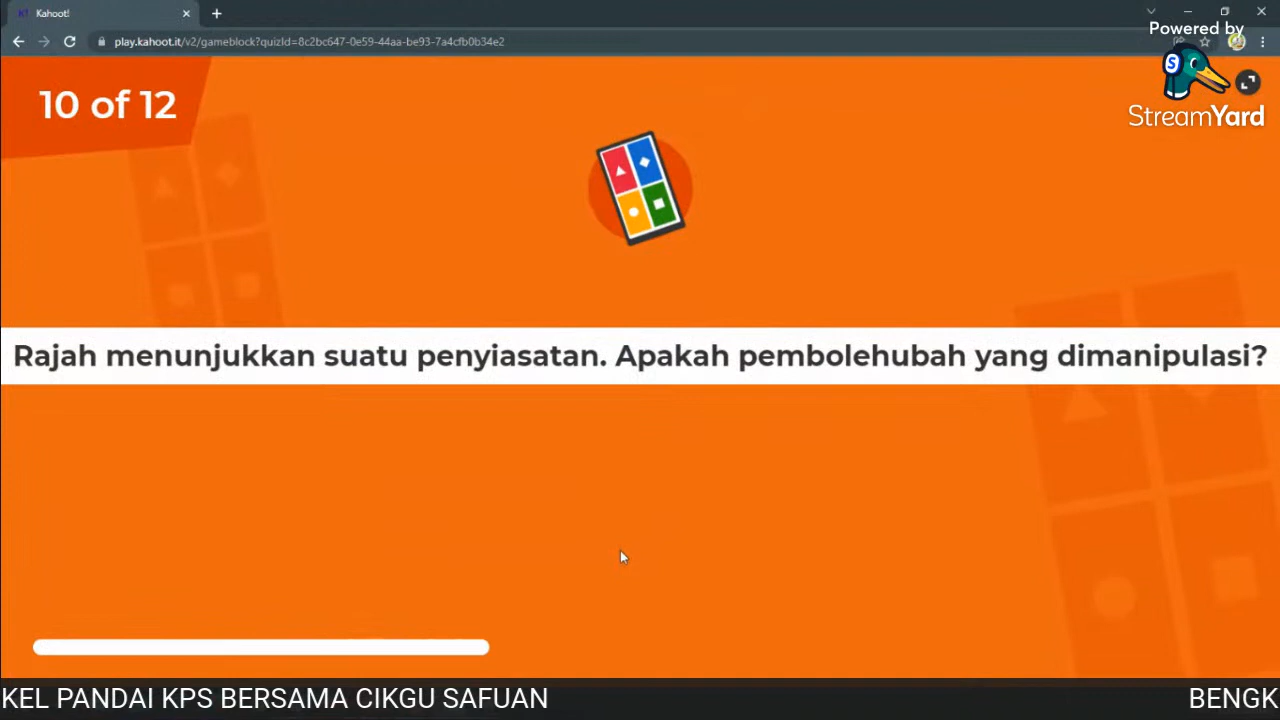 Kahoot!
play.kahoot.it/v2/gameblock?quizId=8c2bc647-0e59-44aa-be93-7a4cfb0b34e2
Powered by
StreamYard
10 of 12
Rajah menunjukkan suatu penyiasatan. Apakah pembolehubah yang dimanipulasi?
KEL PANDAI KPS BERSAMA CIKGU SAFUAN
BENGK